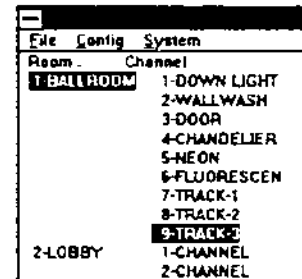 File Config System
Room Channel
1-BALLROOM 1-DOWN LIGHT
2-WALLWASH
3-DOOR
4-CHANDELIER
5-NEON
6-FLUORESCEN
7-TRACK-1
8-TRACK-2
9-TRACK-3
2-LOBBY 1-CHANNEL
2-CHANNEL